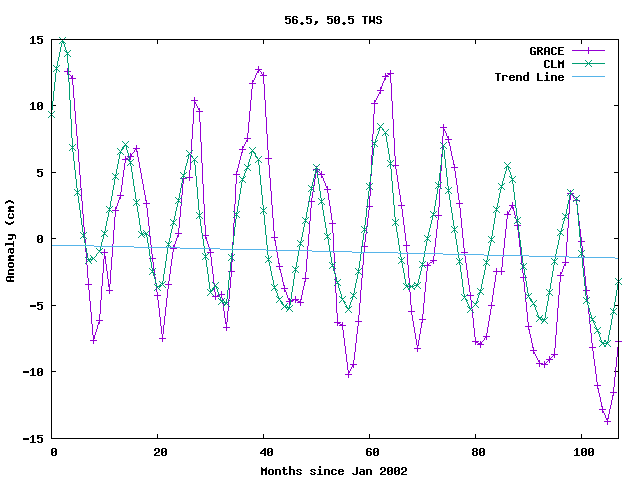 56.5, 50.5 TWS
GRACE
CLM
Trend Line
15
10
5
0
-5
-10
-15
Anomaly (cm)
0 20 40 60 80 100
Months since Jan 2002